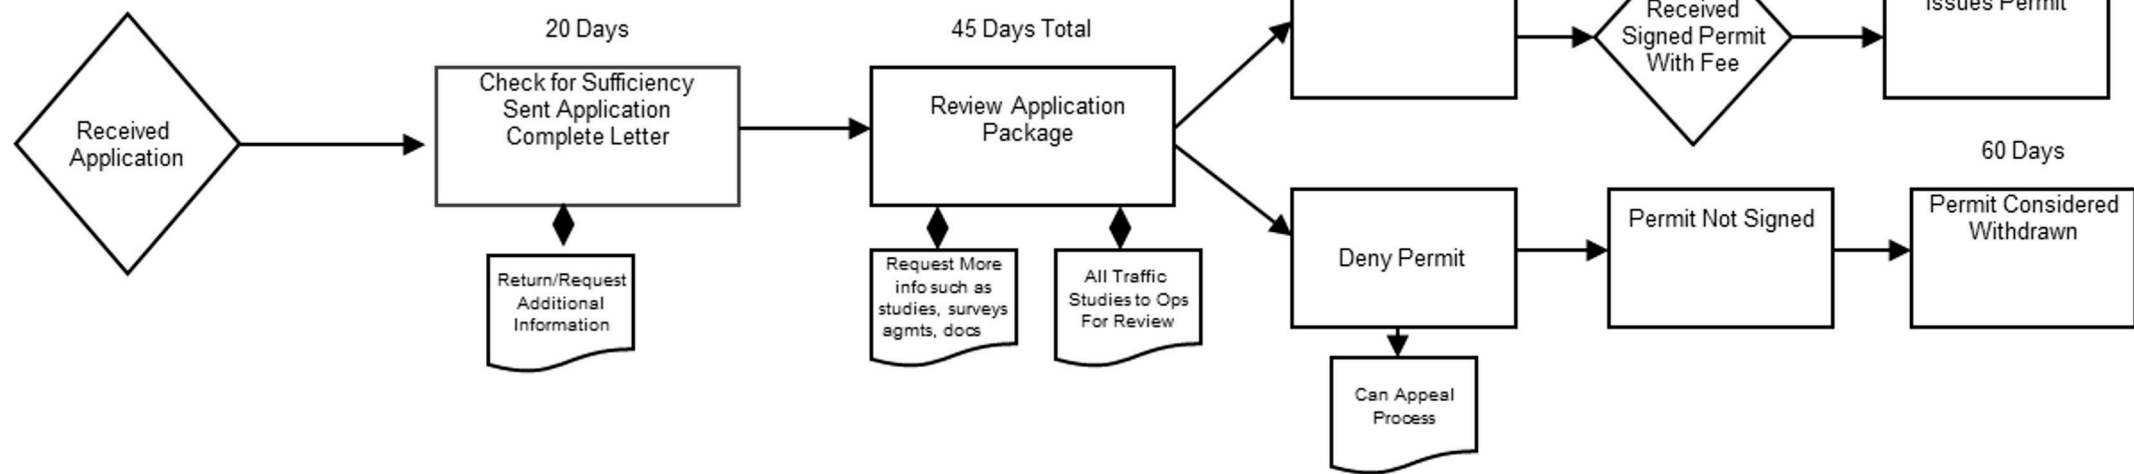 20 Days
45 Days Total
Received
Signed Permit
With Fee
Issues Permit
Check for Sufficiency
Sent Application
Complete Letter
Review Application
Package
Received
Application
60 Days
Return/Request
Additional
Information
Request More
info such as
studies, surveys
agmts, docs
All Traffic
Studies to Ops
For Review
Deny Permit
Permit Not Signed
Permit Considered
Withdrawn
Can Appeal
Process